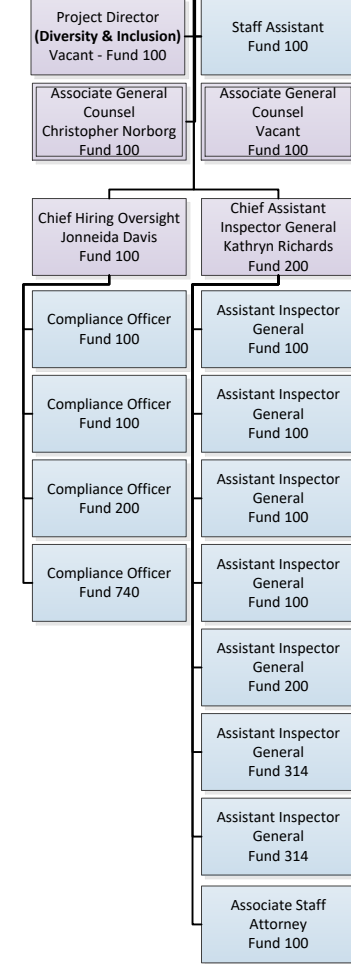 Project Director
(Diversity & Inclusion)
Vacant - Fund 100
Staff Assistant
Fund 100
Associate General
Counsel
Christopher Norborg
Fund 100
Associate General
Counsel
Vacant
Fund 100
Chief Hiring Oversight
Jonneida Davis
Fund 100
Chief Assistant
Inspector General
Kathryn Richards
Fund 200
Compliance Officer
Fund 100
Compliance Officer
Fund 100
Compliance Officer
Fund 200
Compliance Officer
Fund 740
Assistant Inspector
General
Fund 100
Assistant Inspector
General
Fund 100
Assistant Inspector
General
Fund 100
Assistant Inspector
General
Fund 100
Assistant Inspector
General
Fund 200
Assistant Inspector
General
Fund 314
Assistant Inspector
General
Fund 314
Associate Staff
Attorney
Fund 100